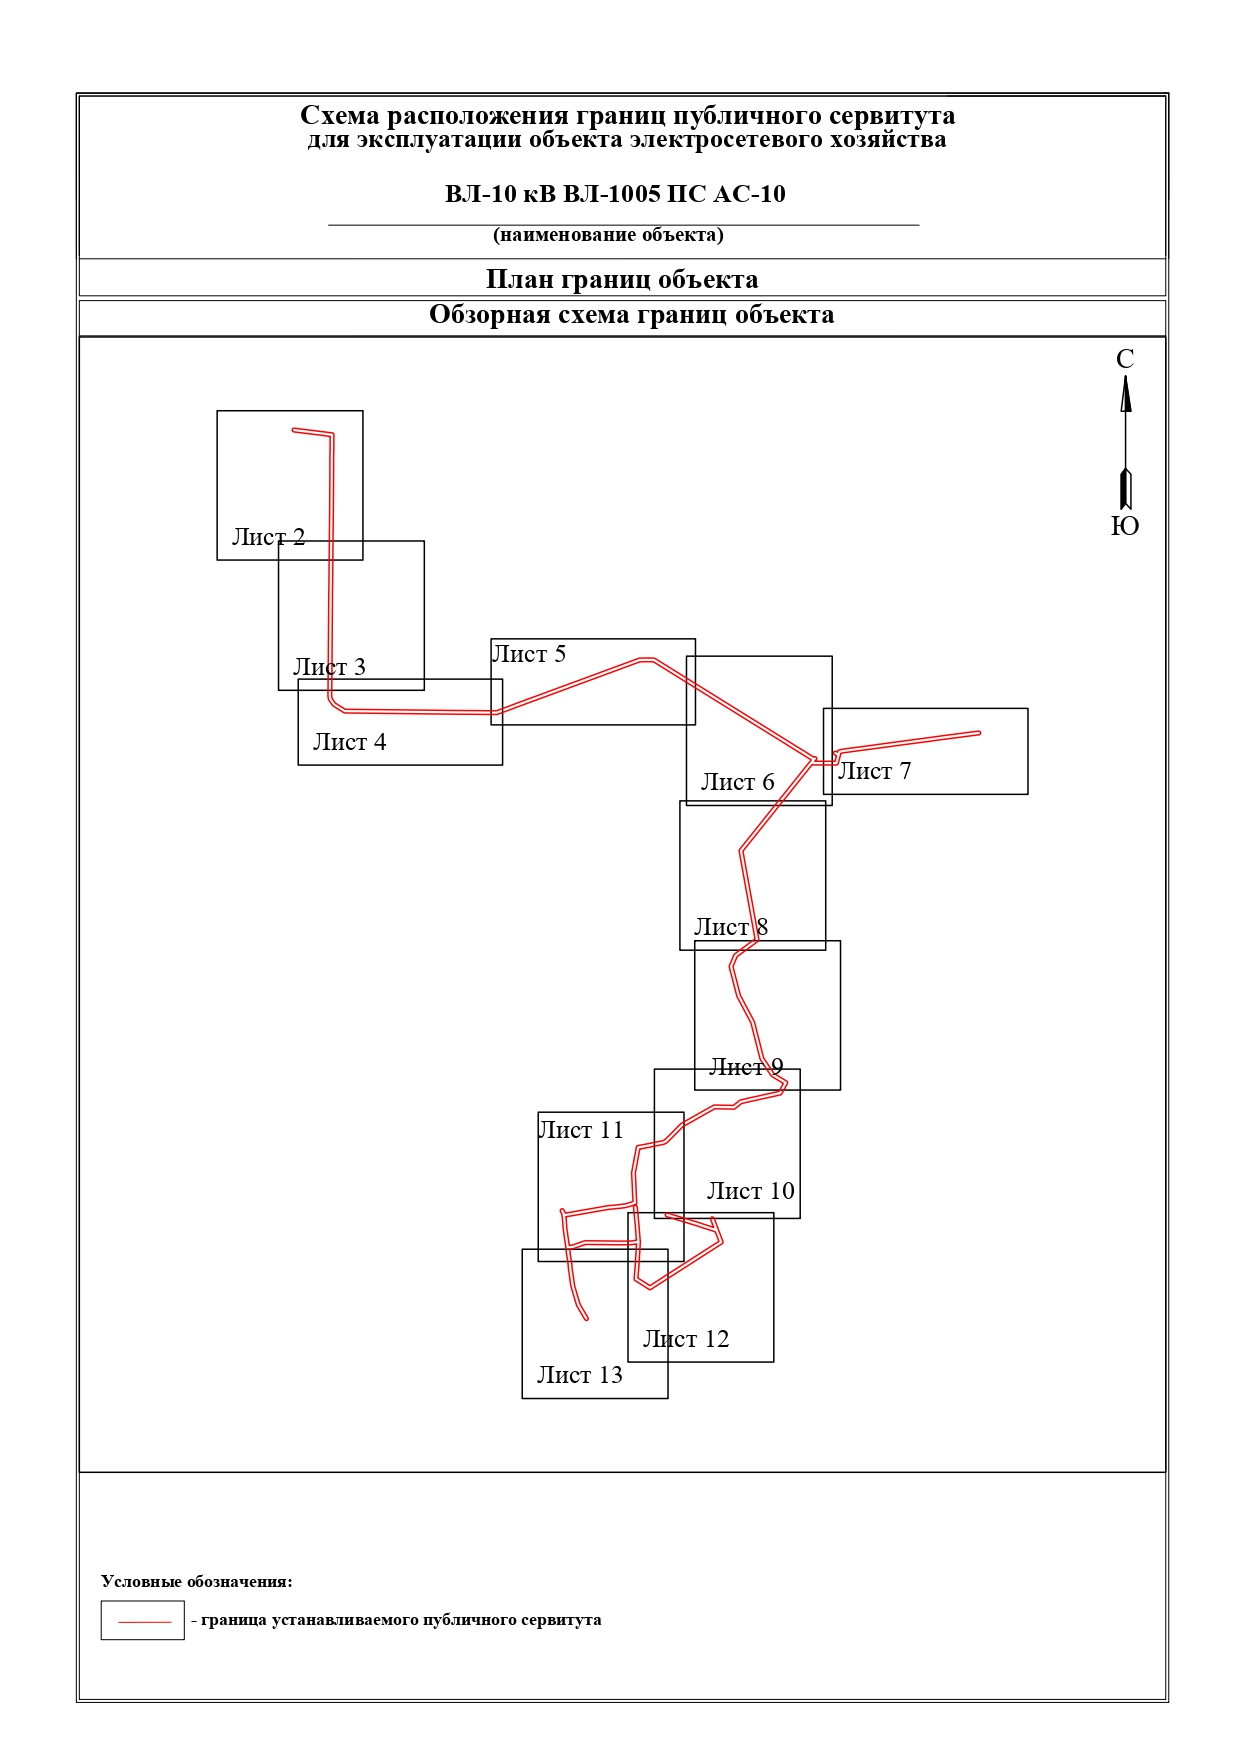 Схема расположения границ публичного сервитута
для эксплуатации объекта электросетевого хозяйства
ВЛ-10 кВ ВЛ-1005 ПС АС-10
(наименование объекта)
План границ объекта
Обзорная схема границ объекта
С
Ю
Лист 2
Лист 3
Лист 4
Лист 5
Лист 6
Лист 7
Лист 8
Лист 9
Лист 10
Лист 11
Лист 12
Лист 13
Условные обозначения:
- граница устанавливаемого публичного сервитута